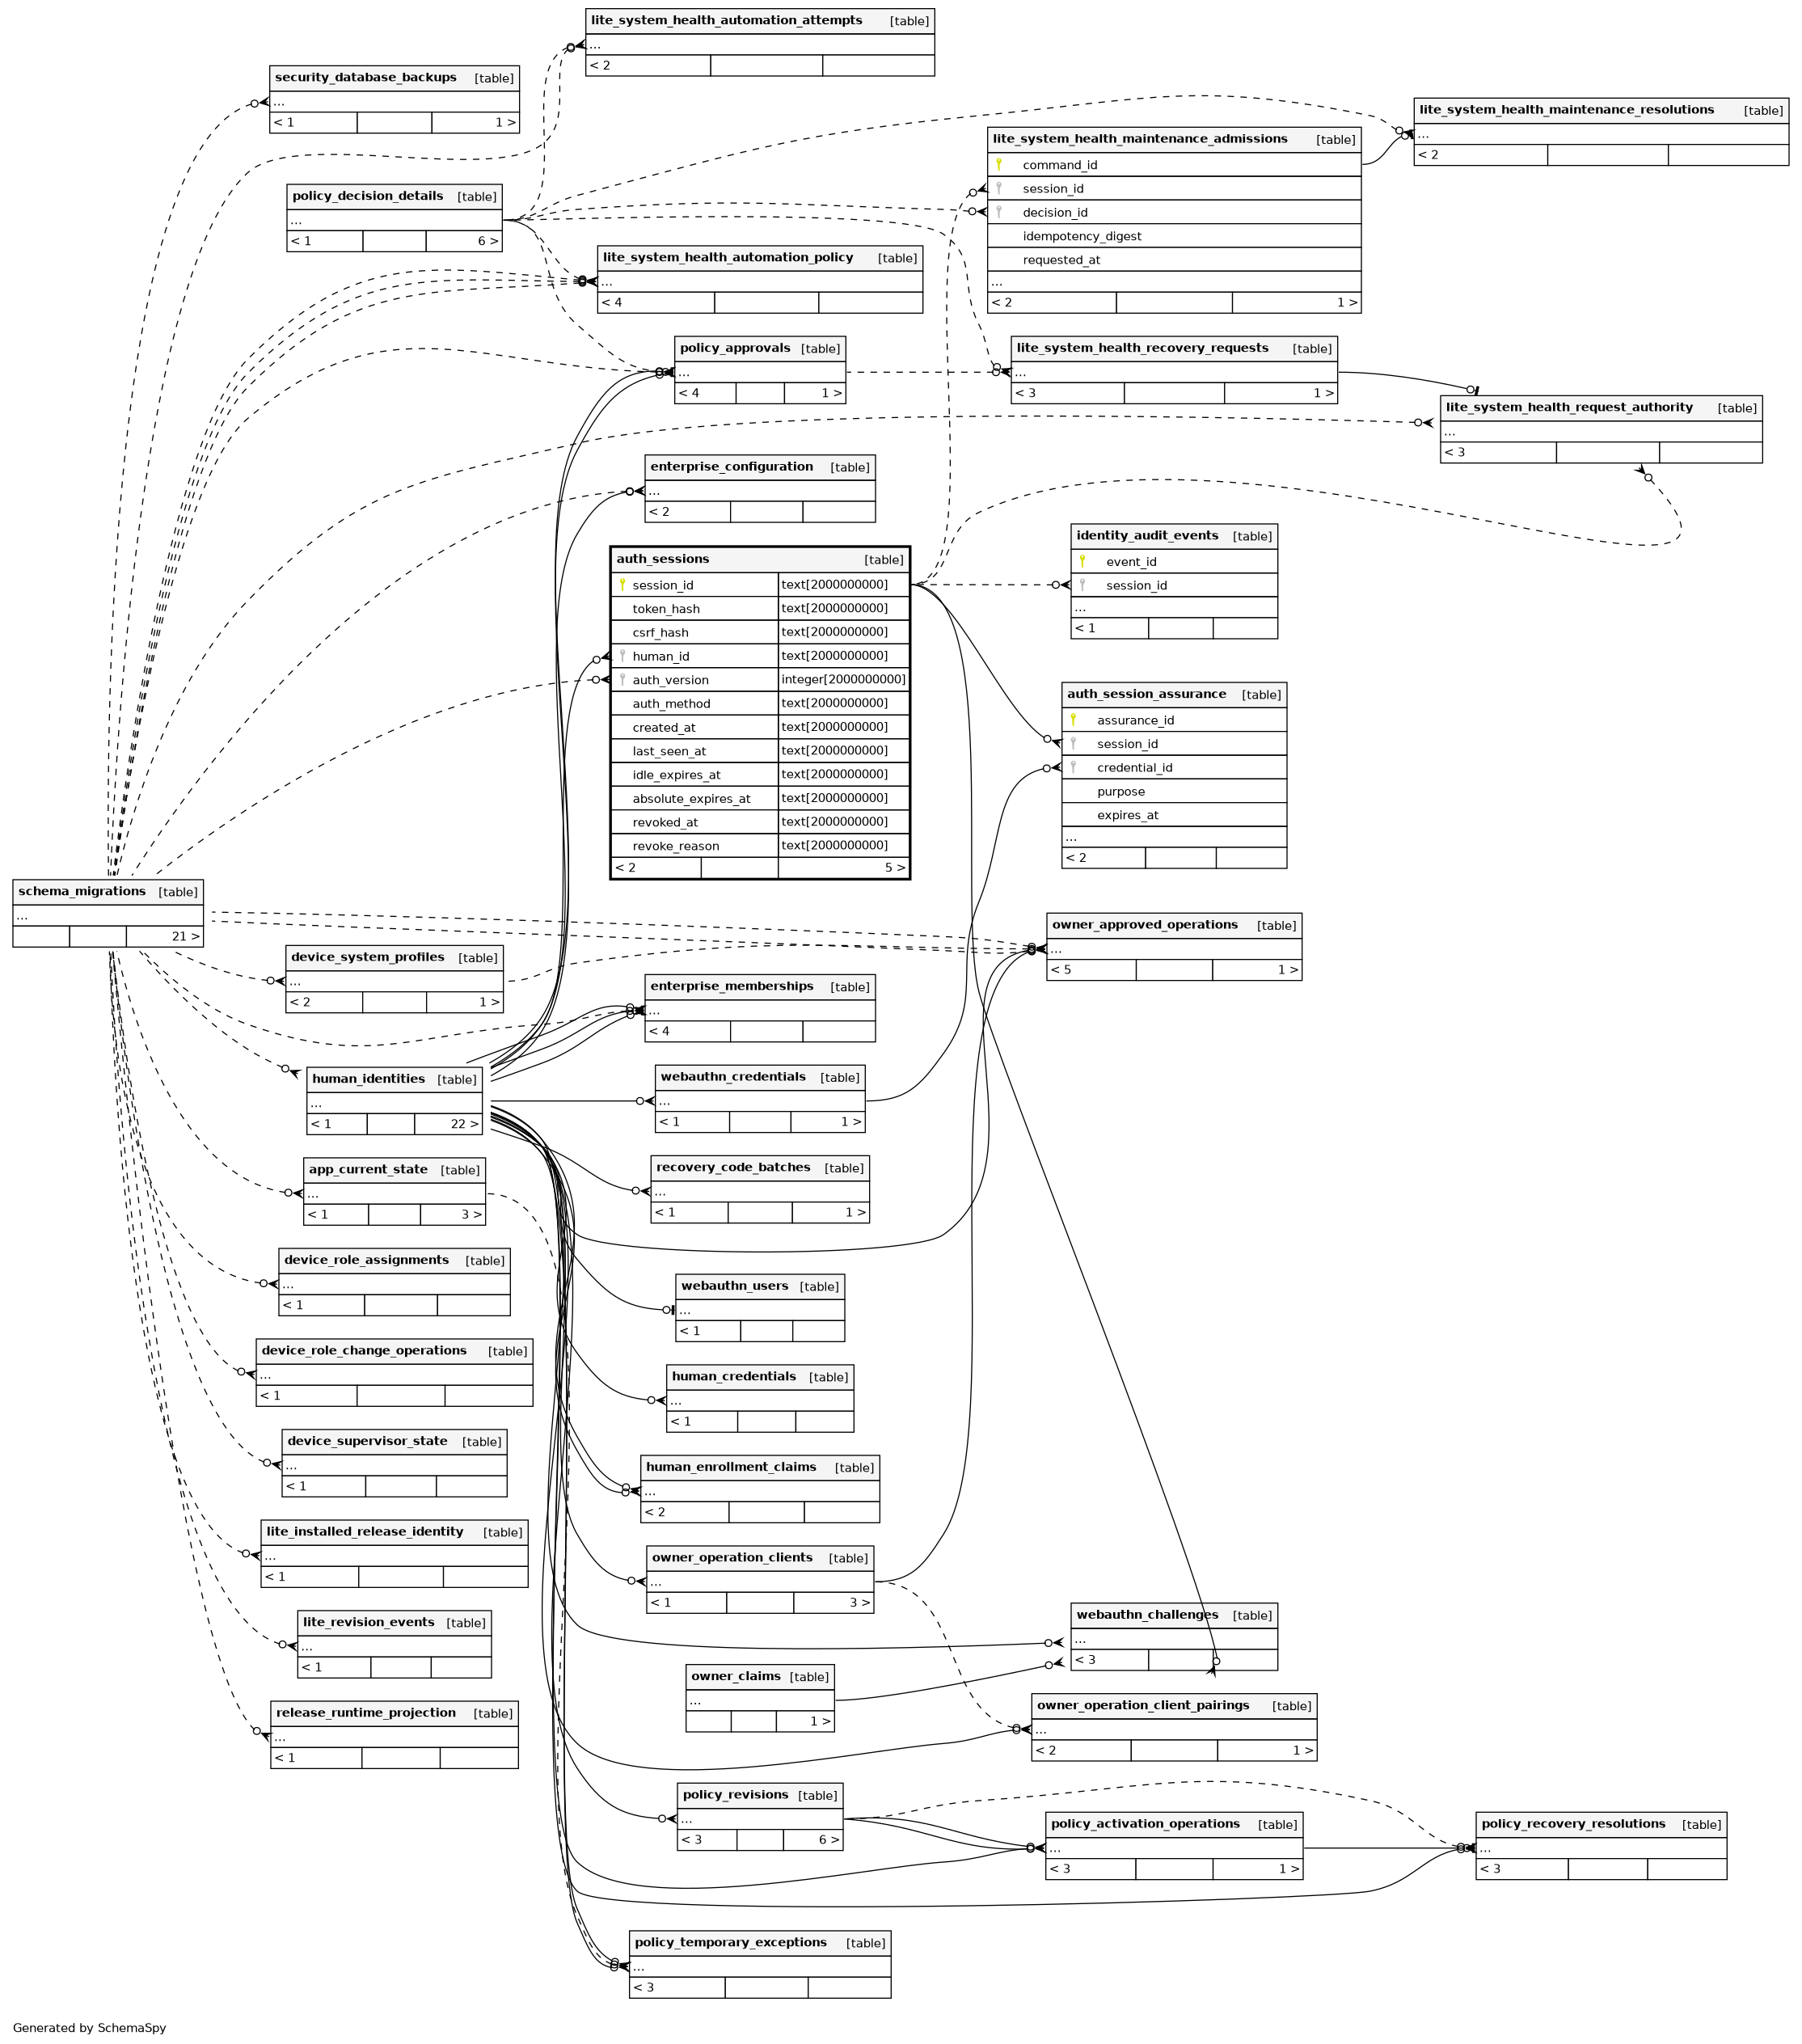 lite_system_health_automation_attempts [table]
...
< 2
security_database_backups [table]
...
< 1 1 >
lite_system_health_maintenance_resolutions [table]
...
< 2
lite_system_health_maintenance_admissions [table]
command_id
session_id
decision_id
idempotency_digest
requested_at
...
< 2 1 >
policy_decision_details [table]
...
< 1 6 >
lite_system_health_automation_policy [table]
...
< 4
policy_approvals [table]
...
< 4 1 >
lite_system_health_recovery_requests [table]
...
< 3 1 >
lite_system_health_request_authority [table]
...
< 3
enterprise_configuration [table]
...
< 2
auth_sessions [table]
session_id text[2000000000]
token_hash text[2000000000]
csrf_hash text[2000000000]
human_id text[2000000000]
auth_version integer[2000000000]
auth_method text[2000000000]
created_at text[2000000000]
last_seen_at text[2000000000]
idle_expires_at text[2000000000]
absolute_expires_at text[2000000000]
revoked_at text[2000000000]
revoke_reason text[2000000000]
< 2 5 >
identity_audit_events [table]
event_id
session_id
...
< 1
auth_session_assurance [table]
assurance_id
session_id
credential_id
purpose
expires_at
...
< 2
schema_migrations [table]
...
21 >
owner_approved_operations [table]
...
< 5 1 >
device_system_profiles [table]
...
< 2 1 >
enterprise_memberships [table]
...
< 4
human_identities [table]
...
< 1 22 >
webauthn_credentials [table]
...
< 1 1 >
app_current_state [table]
...
< 1 3 >
recovery_code_batches [table]
...
< 1 1 >
device_role_assignments [table]
...
< 1
webauthn_users [table]
...
< 1
device_role_change_operations [table]
...
< 1
human_credentials [table]
...
< 1
device_supervisor_state [table]
...
< 1
human_enrollment_claims [table]
...
< 2
lite_installed_release_identity [table]
...
< 1
owner_operation_clients [table]
...
< 1 3 >
lite_revision_events [table]
...
< 1
webauthn_challenges [table]
...
< 3
owner_claims [table]
...
1 >
release_runtime_projection [table]
...
< 1
owner_operation_client_pairings [table]
...
< 2 1 >
policy_revisions [table]
...
< 3 6 >
policy_activation_operations [table]
...
< 3 1 >
policy_recovery_resolutions [table]
...
< 3
policy_temporary_exceptions [table]
...
< 3
Generated by SchemaSpy